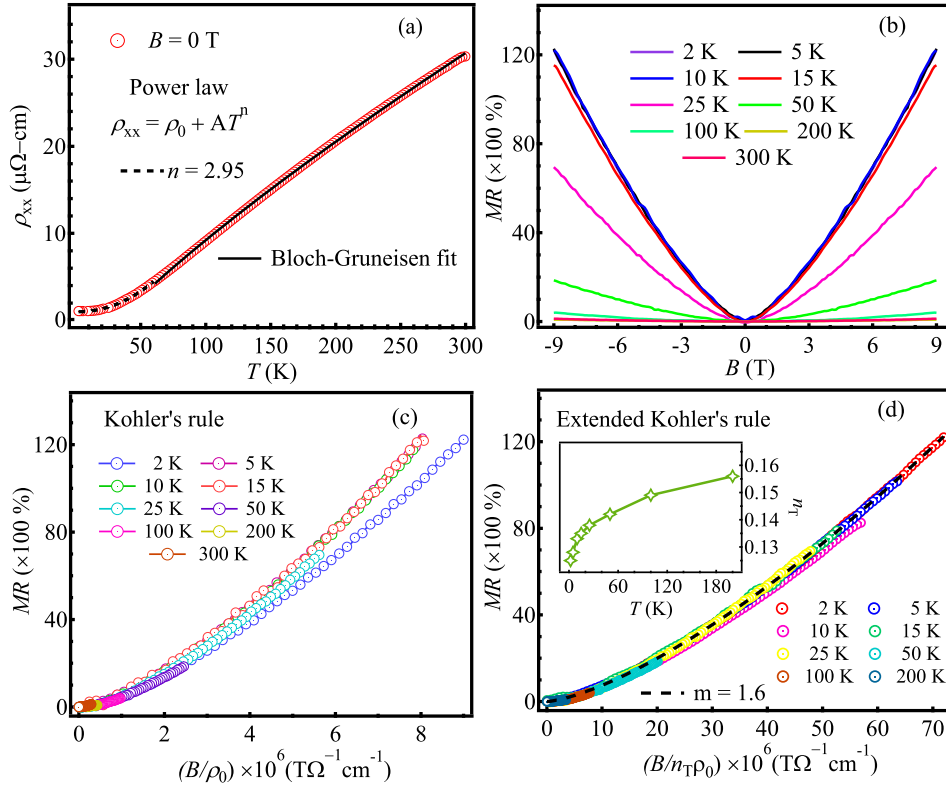 (a)
B = 0 T
Power law
ρxx = ρ0 + AT^n
n = 2.95
Bloch-Gruneisen fit
ρxx (μΩ−cm)
30
20
10
0
0 50 100 150 200 250 300
T (K)
(b)
2 K 5 K
10 K 15 K
25 K 50 K
100 K 200 K
300 K
MR (×100 %)
120
80
40
0
-9 -6 -3 0 3 6 9
B (T)
Kohler's rule (c)
2 K 5 K
10 K 15 K
25 K 50 K
100 K 200 K
300 K
MR (×100 %)
120
80
40
0
0 2 4 6 8
(B/ρ0) ×10^6 (TΩ^−1cm^−1)
Extended Kohler's rule (d)
0.16
0.15
0.14
0.13
nT
0 60 120 180
T (K)
2 K 5 K
10 K 15 K
25 K 50 K
100 K 200 K
m = 1.6
MR (×100 %)
120
80
40
0
0 10 20 30 40 50 60 70
(B/nTρ0) ×10^6 (TΩ^−1cm^−1)